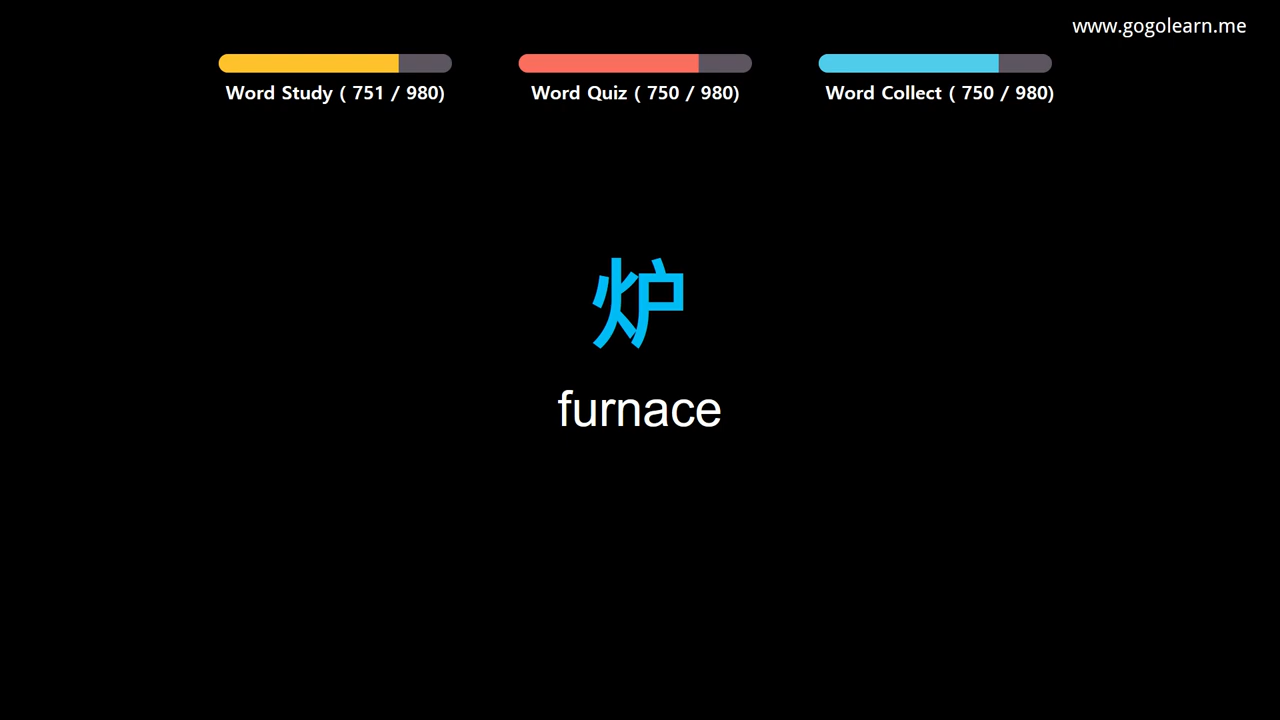 www.gogolearn.me
Word Study ( 751 / 980)
Word Quiz ( 750 / 980)
Word Collect ( 750 / 980)
炉
furnace